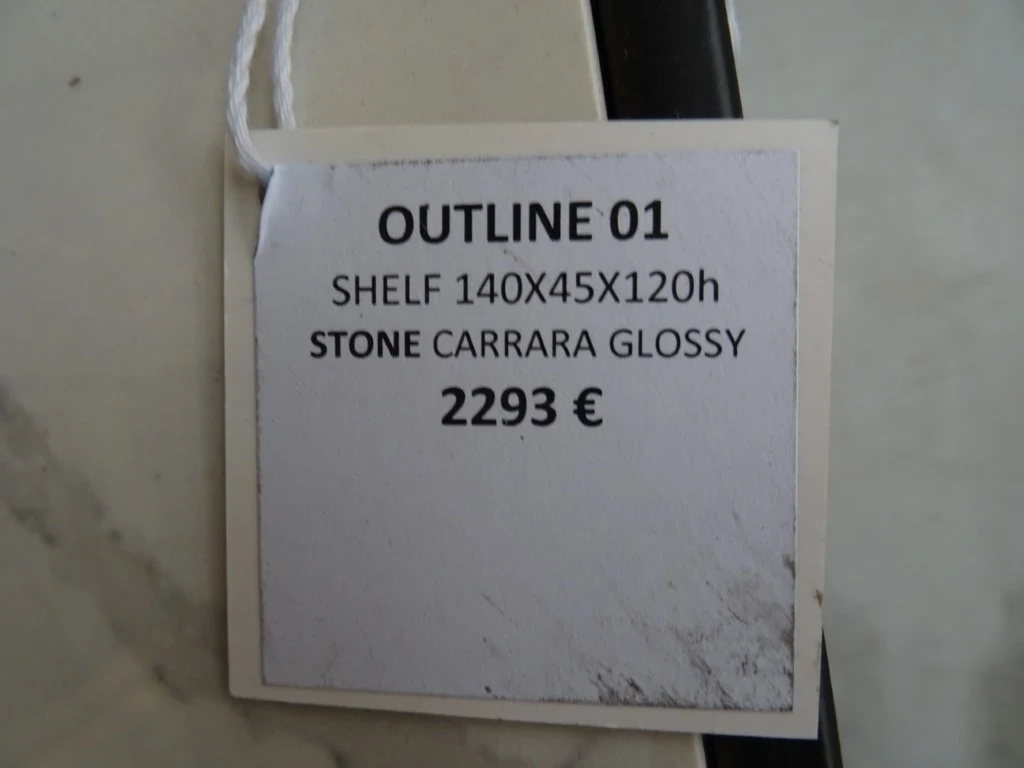 OUTLINE 01
SHELF 140X45X120h
STONE CARRARA GLOSSY
2293 €